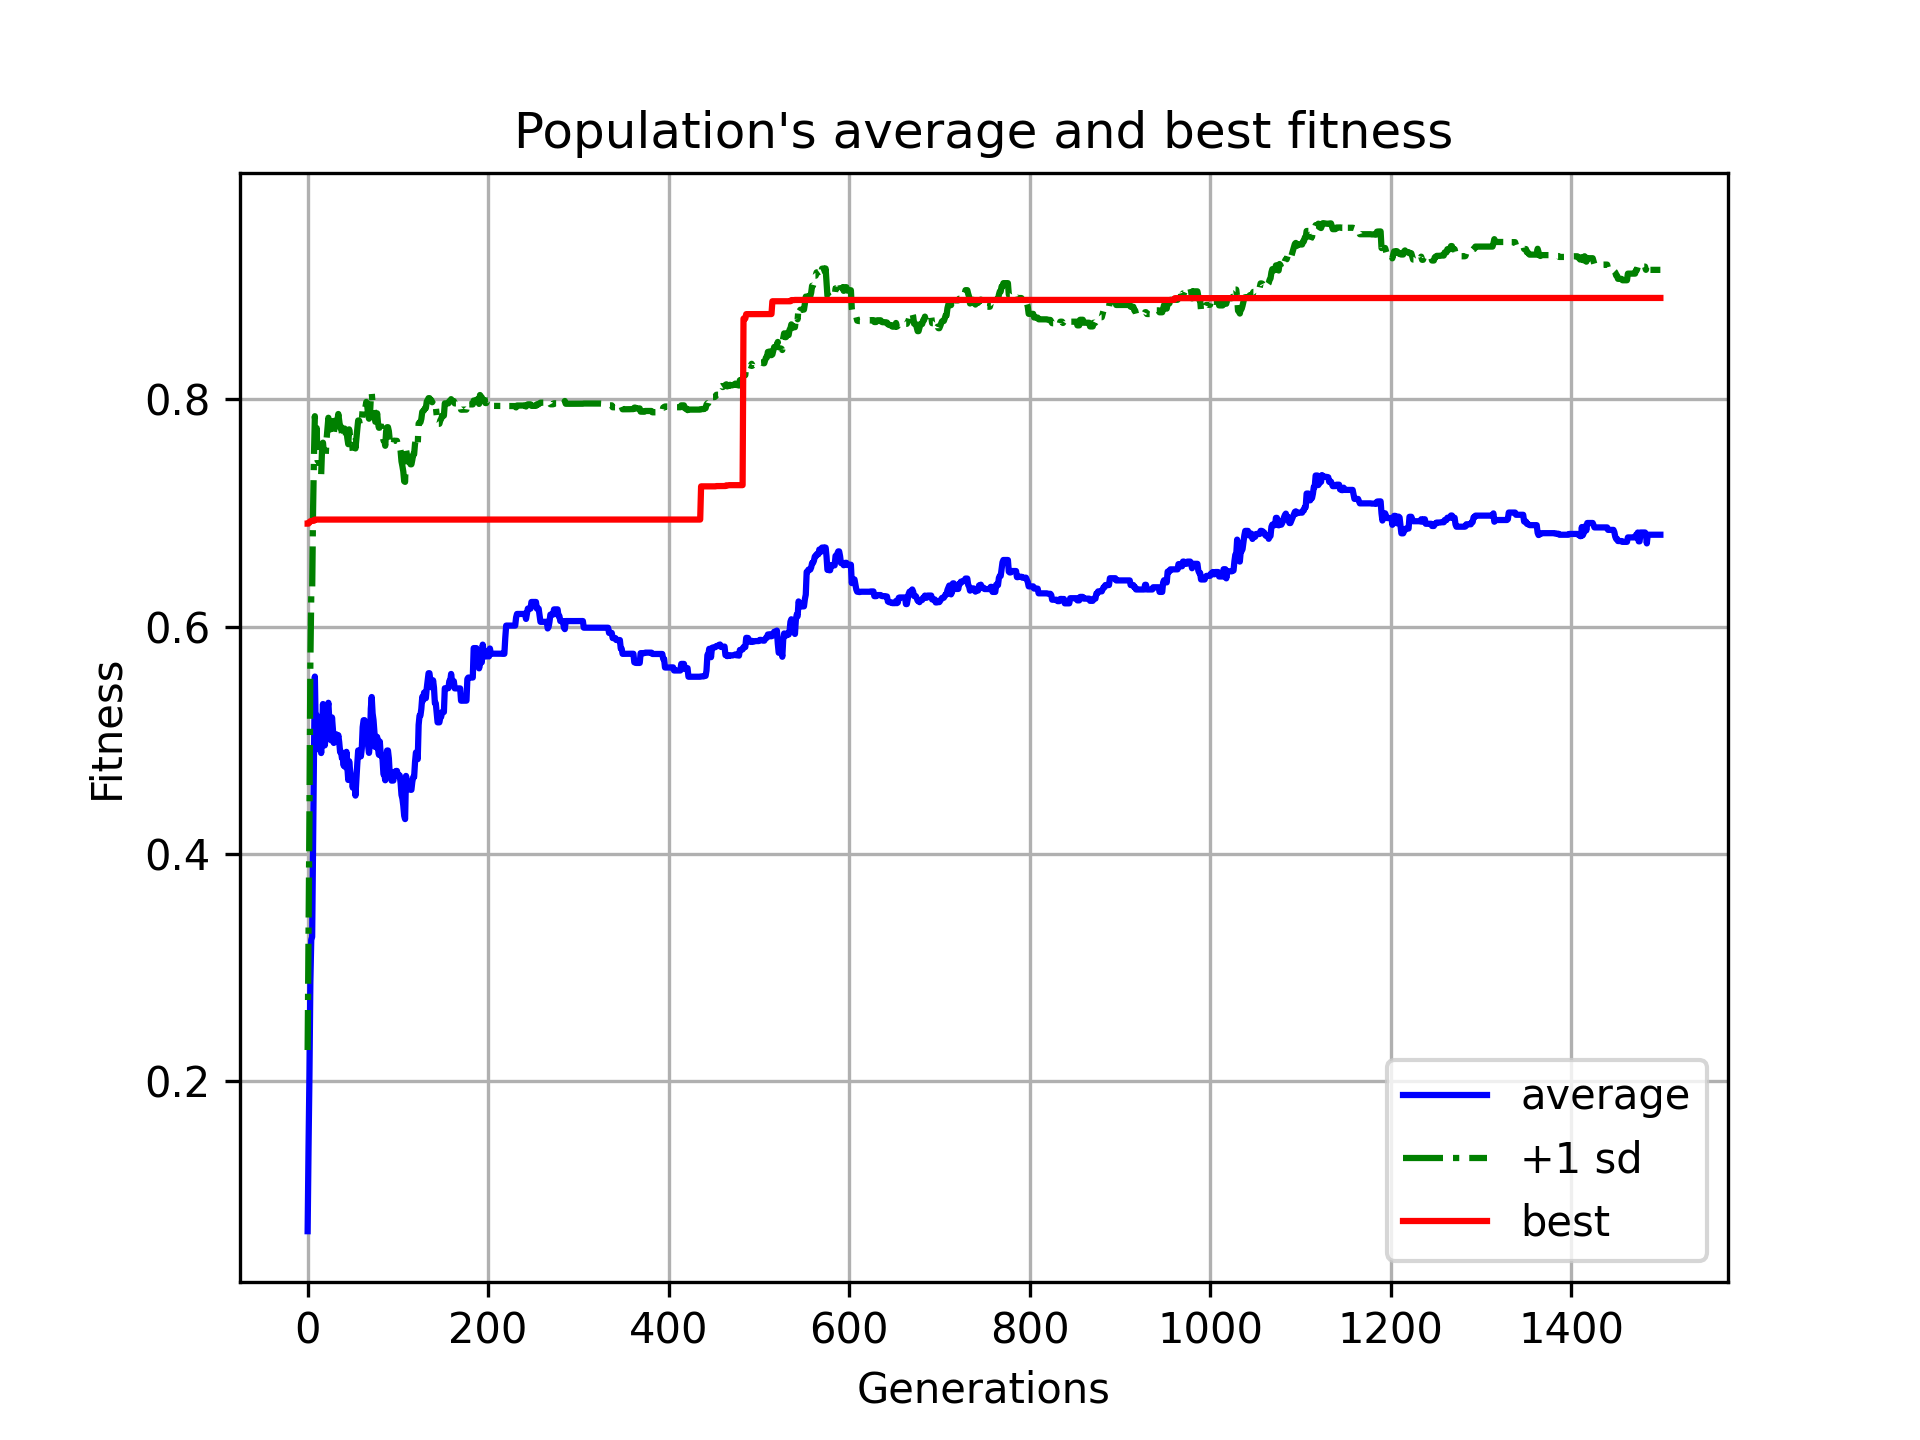 Population's average and best fitness
Fitness
0.8
0.6
0.4
0.2
0 200 400 600 800 1000 1200 1400
Generations
average
+1 sd
best